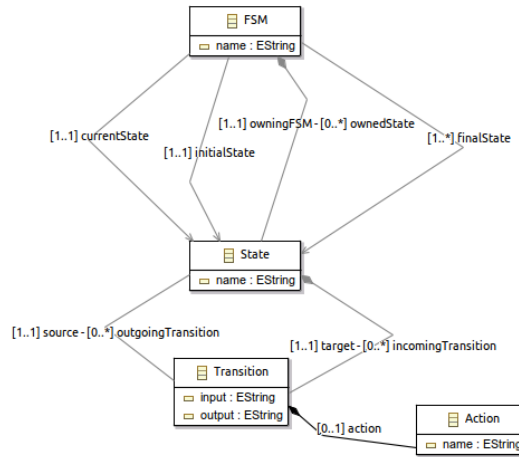 FSM
name : EString
[1..1] owningFSM - [0..*] ownedState
[1..1] currentState
[1..*] finalState
[1..1] initialState
State
name : EString
[1..1] source - [0..*] outgoingTransition
[1..1] target - [0..*] incomingTransition
Transition
input : EString
output : EString
[0..1] action
Action
name : EString